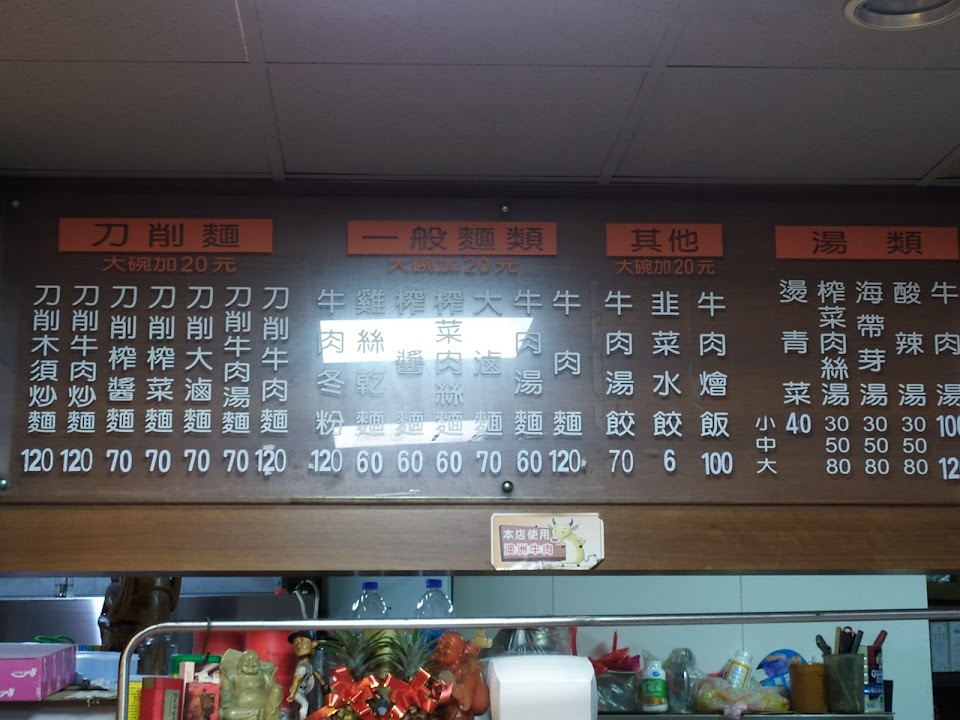 刀削麵
大碗加20元
刀削木須炒麵 120
刀削牛肉炒麵 120
刀削榨醬麵 70
刀削榨菜麵 70
刀削大滷麵 70
刀削牛肉湯麵 70
刀削牛肉麵 120
一般麵類
大碗加20元
牛肉冬粉 120
雞絲乾麵 60
榨醬麵 60
榨菜肉絲麵 60
大滷麵 70
牛肉湯麵 60
牛肉麵 120
其他
大碗加20元
牛肉湯餃 70
韭菜水餃 6
牛肉燴飯 100
湯類
小 中 大
燙青菜 40
榨菜肉絲湯 30 50 80
海帶芽湯 30 50 80
酸辣湯 30 50 80
牛肉湯 100
本店使用
澳洲牛肉